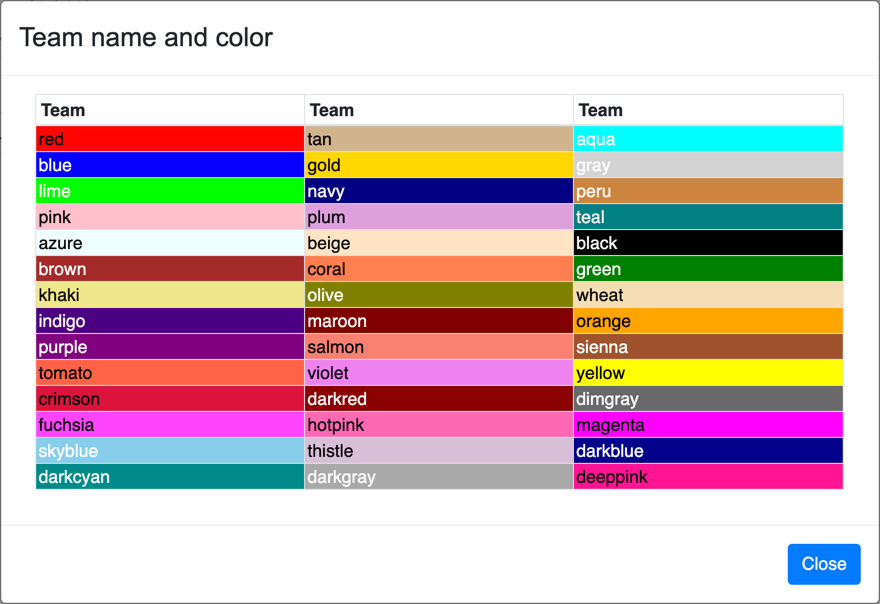 Team name and color
Team Team Team
red tan aqua
blue gold gray
lime navy peru
pink plum teal
azure beige black
brown coral green
khaki olive wheat
indigo maroon orange
purple salmon sienna
tomato violet yellow
crimson darkred dimgray
fuchsia hotpink magenta
skyblue thistle darkblue
darkcyan darkgray deeppink
Close